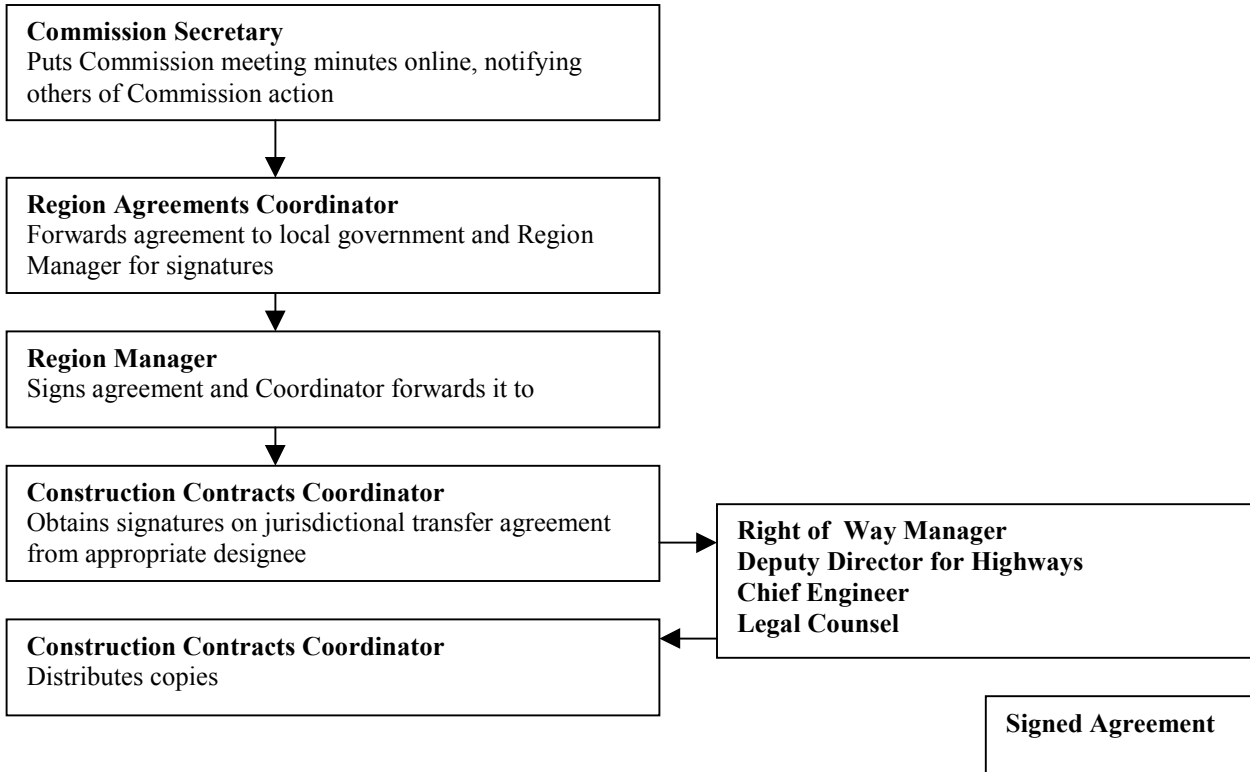 Commission Secretary
Puts Commission meeting minutes online, notifying
others of Commission action
Region Agreements Coordinator
Forwards agreement to local government and Region
Manager for signatures
Region Manager
Signs agreement and Coordinator forwards it to
Construction Contracts Coordinator
Obtains signatures on jurisdictional transfer agreement
from appropriate designee
Right of Way Manager
Deputy Director for Highways
Chief Engineer
Legal Counsel
Construction Contracts Coordinator
Distributes copies
Signed Agreement